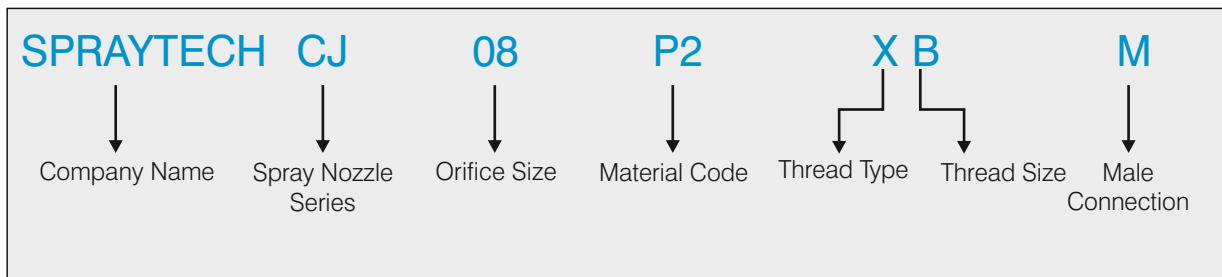 SPRAYTECH CJ 08 P2 X B M
Company Name Spray Nozzle Orifice Size Material Code Thread Type Thread Size Male
Series Connection